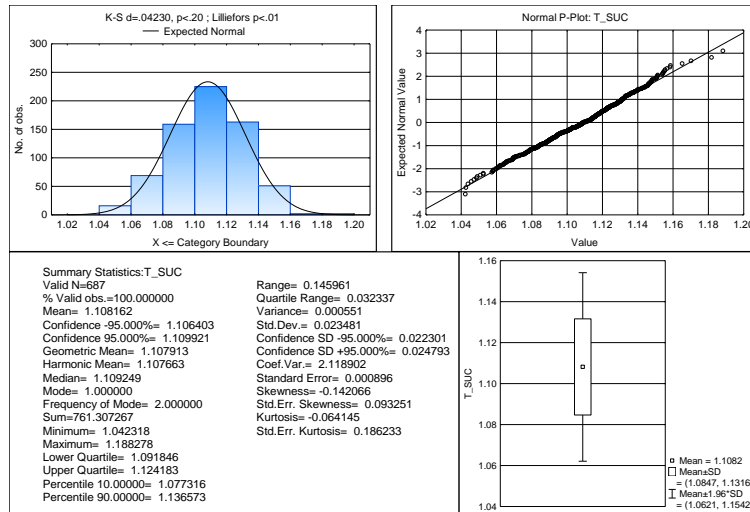 K-S d=.04230, p<.20 ; Lilliefors p<.01
Expected Normal
300
250
200
150
100
50
0
No. of obs.
1.02 1.04 1.06 1.08 1.10 1.12 1.14 1.16 1.18 1.20
X <= Category Boundary
Normal P-Plot: T_SUC
4
3
2
1
0
-1
-2
-3
-4
Expected Normal Value
1.02 1.04 1.06 1.08 1.10 1.12 1.14 1.16 1.18 1.20
Value
Summary Statistics:T_SUC
Valid N=687
% Valid obs.=100.000000
Mean= 1.108162
Confidence -95.000%= 1.106403
Confidence 95.000%= 1.109921
Geometric Mean= 1.107913
Harmonic Mean= 1.107663
Median= 1.109249
Mode= 1.000000
Frequency of Mode= 2.000000
Sum=761.307267
Minimum= 1.042318
Maximum= 1.188278
Lower Quartile= 1.091846
Upper Quartile= 1.124183
Percentile 10.00000= 1.077316
Percentile 90.00000= 1.136573
Range= 0.145961
Quartile Range= 0.032337
Variance= 0.000551
Std.Dev.= 0.023481
Confidence SD -95.000%= 0.022301
Confidence SD +95.000%= 0.024793
Coef.Var.= 2.118902
Standard Error= 0.000896
Skewness= -0.142066
Std.Err. Skewness= 0.093251
Kurtosis= -0.064145
Std.Err. Kurtosis= 0.186233
1.16
1.14
1.12
1.10
1.08
1.06
1.04
T_SUC
Mean = 1.1082
Mean±SD
= (1.0847, 1.1316
Mean±1.96*SD
= (1.0621, 1.1542